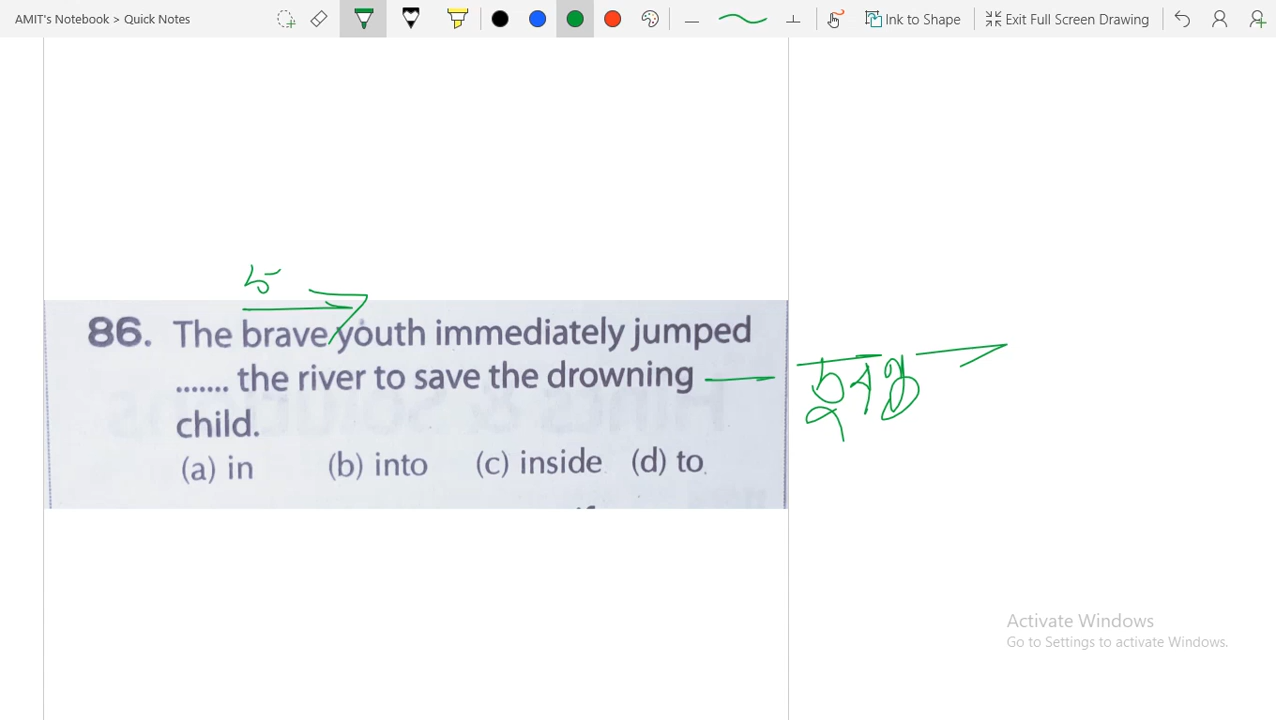 AMIT's Notebook > Quick Notes
Ink to Shape
Exit Full Screen Drawing
86. The brave youth immediately jumped
....... the river to save the drowning
child.
(a) in (b) into (c) inside (d) to
Activate Windows
Go to Settings to activate Windows.